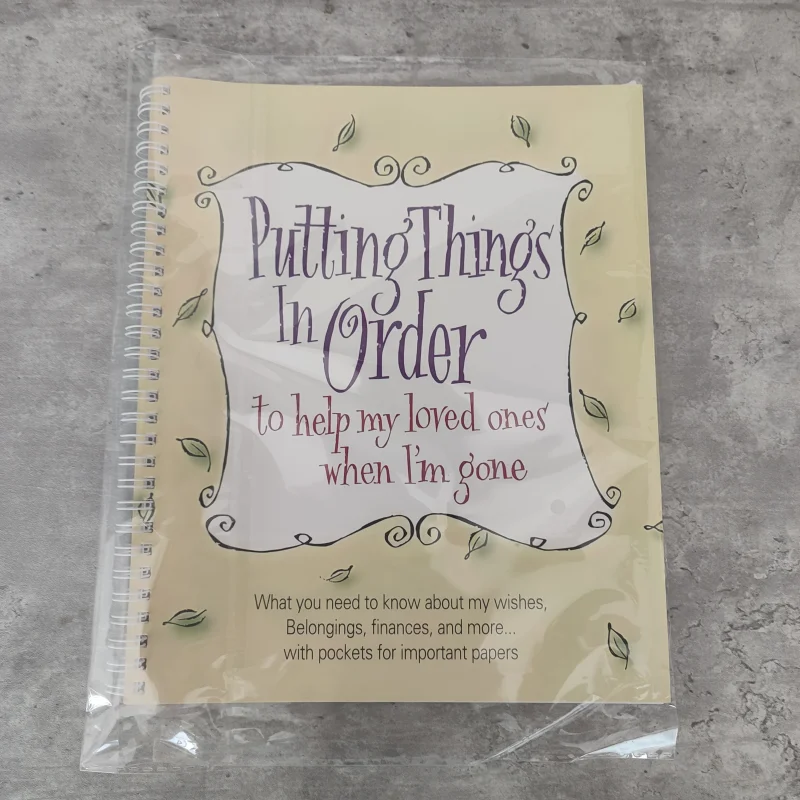 Putting Things
In Order
to help my loved ones
when I'm gone
What you need to know about my wishes,
Belongings, finances, and more...
with pockets for important papers